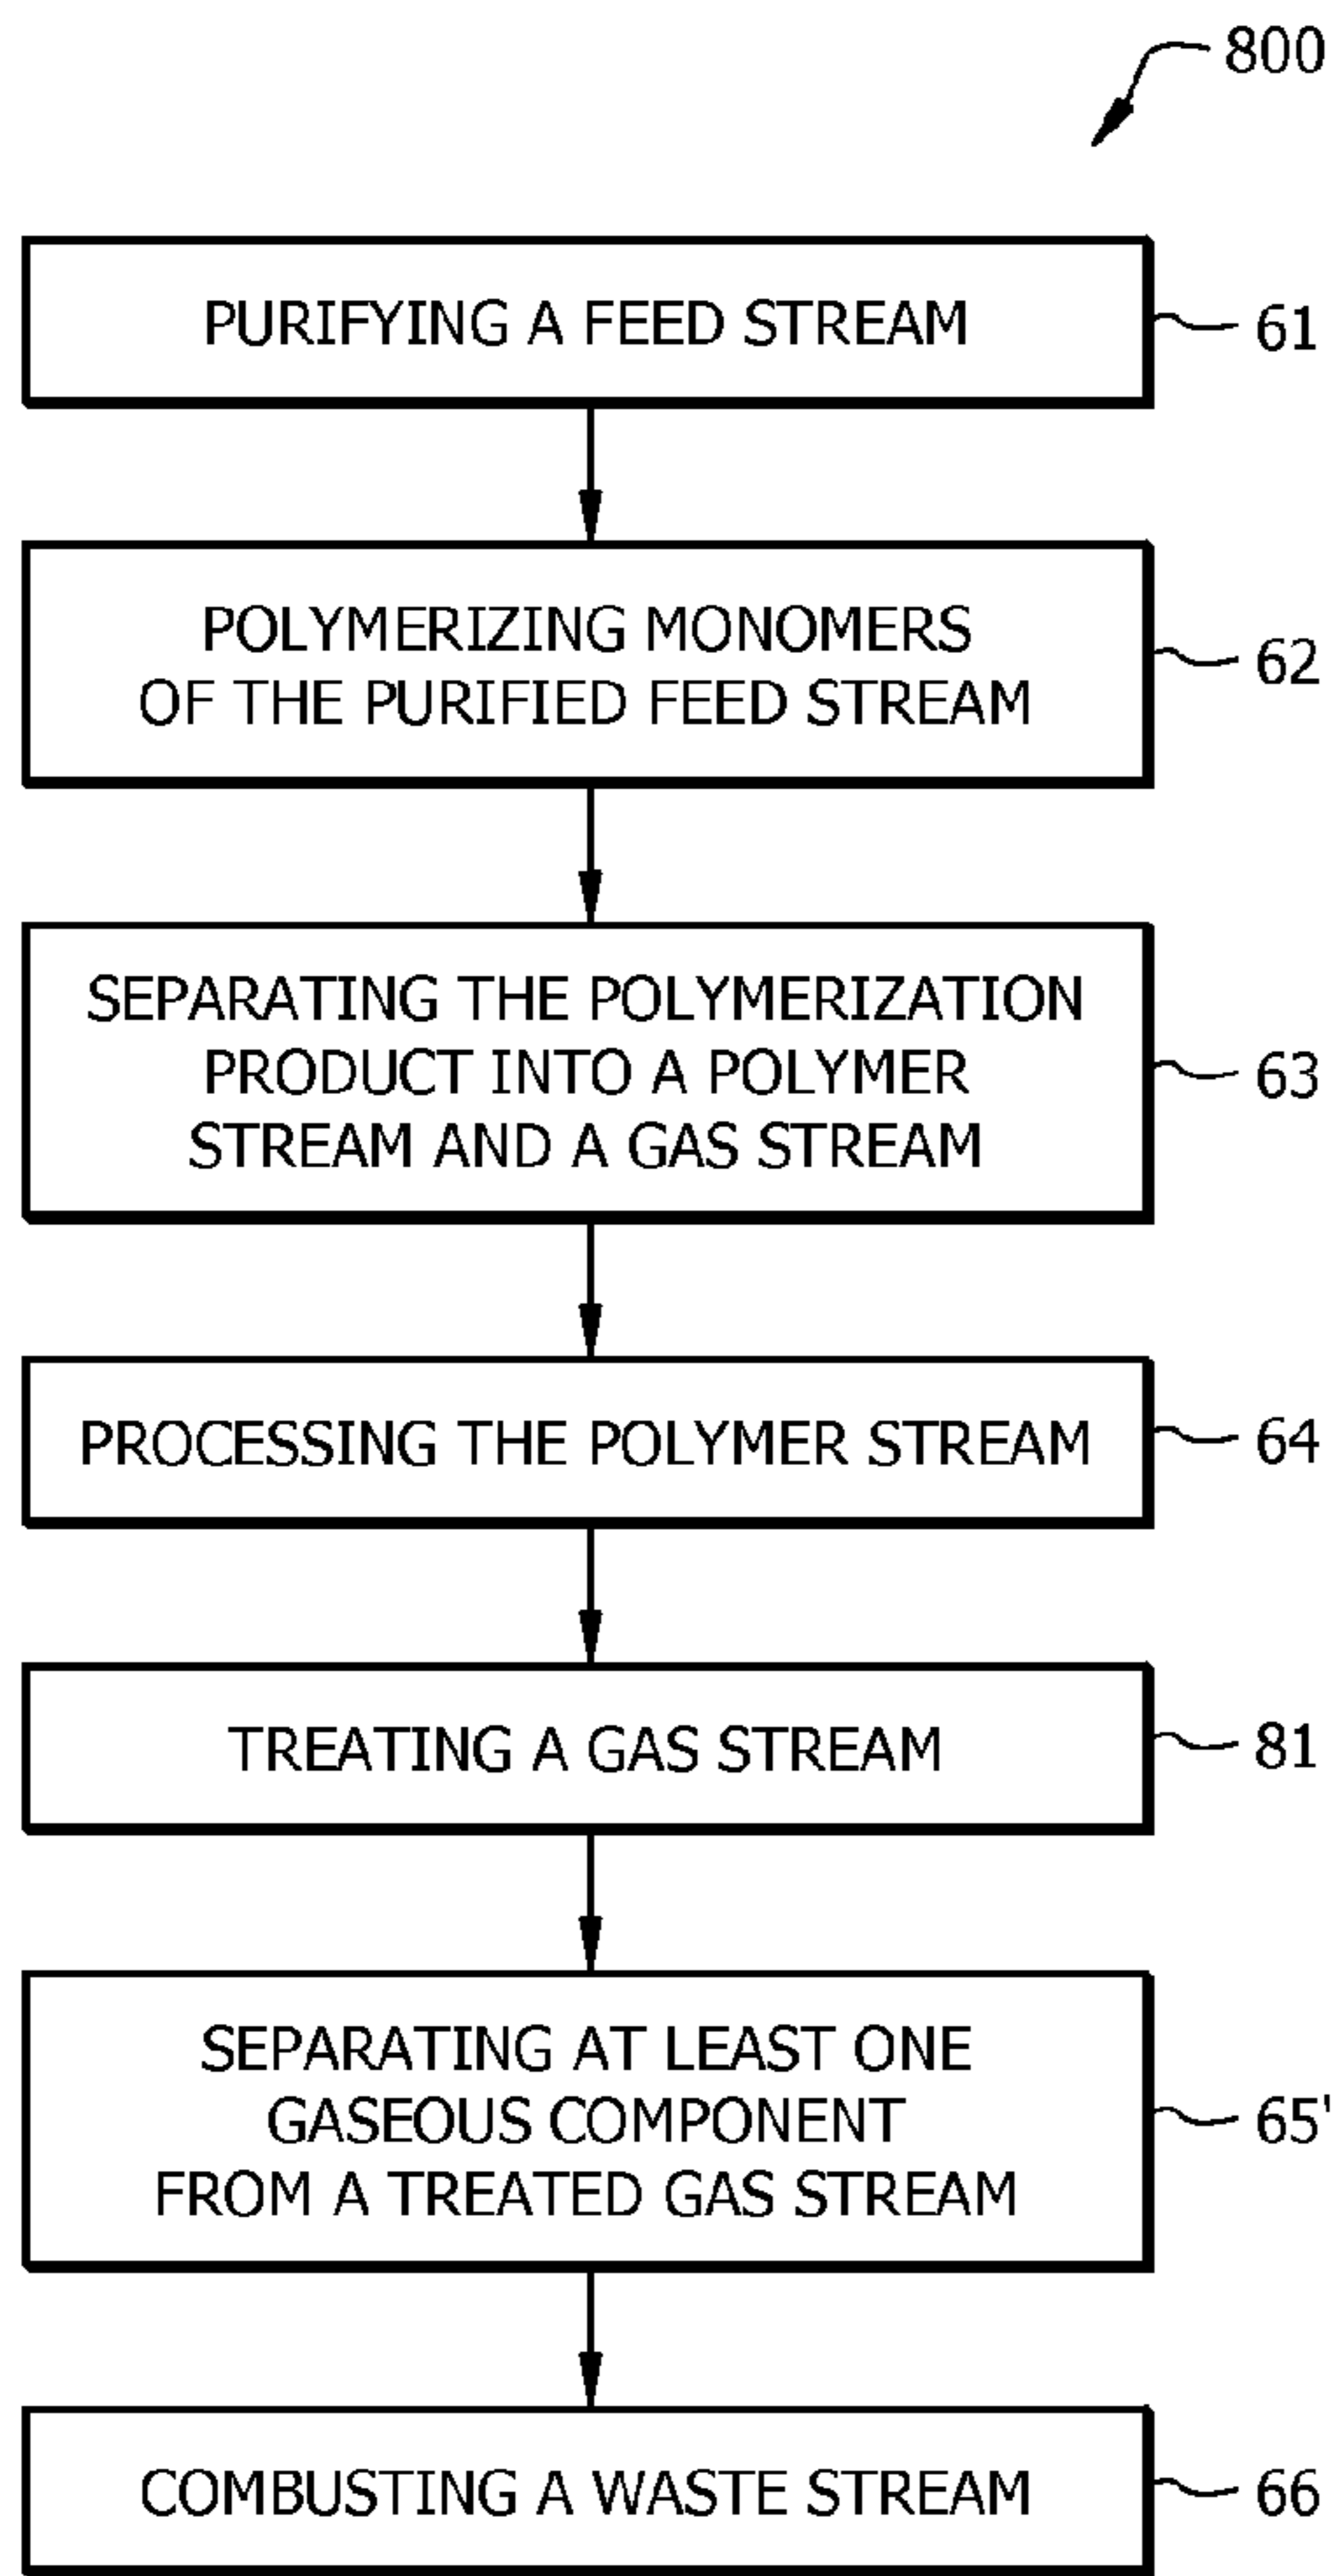 800
PURIFYING A FEED STREAM
61
POLYMERIZING MONOMERS
OF THE PURIFIED FEED STREAM
62
SEPARATING THE POLYMERIZATION
PRODUCT INTO A POLYMER
STREAM AND A GAS STREAM
63
PROCESSING THE POLYMER STREAM
64
TREATING A GAS STREAM
81
SEPARATING AT LEAST ONE
GASEOUS COMPONENT
FROM A TREATED GAS STREAM
65'
COMBUSTING A WASTE STREAM
66